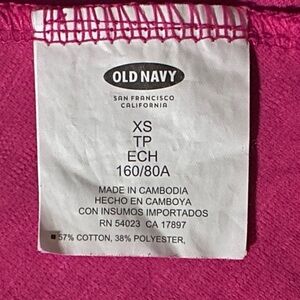 OLD NAVY
SAN FRANCISCO
CALIFORNIA
XS
TP
ECH
160/80A
MADE IN CAMBODIA
HECHO EN CAMBOYA
CON INSUMOS IMPORTADOS
RN 54023 CA 17897
57% COTTON, 38% POLYESTER,